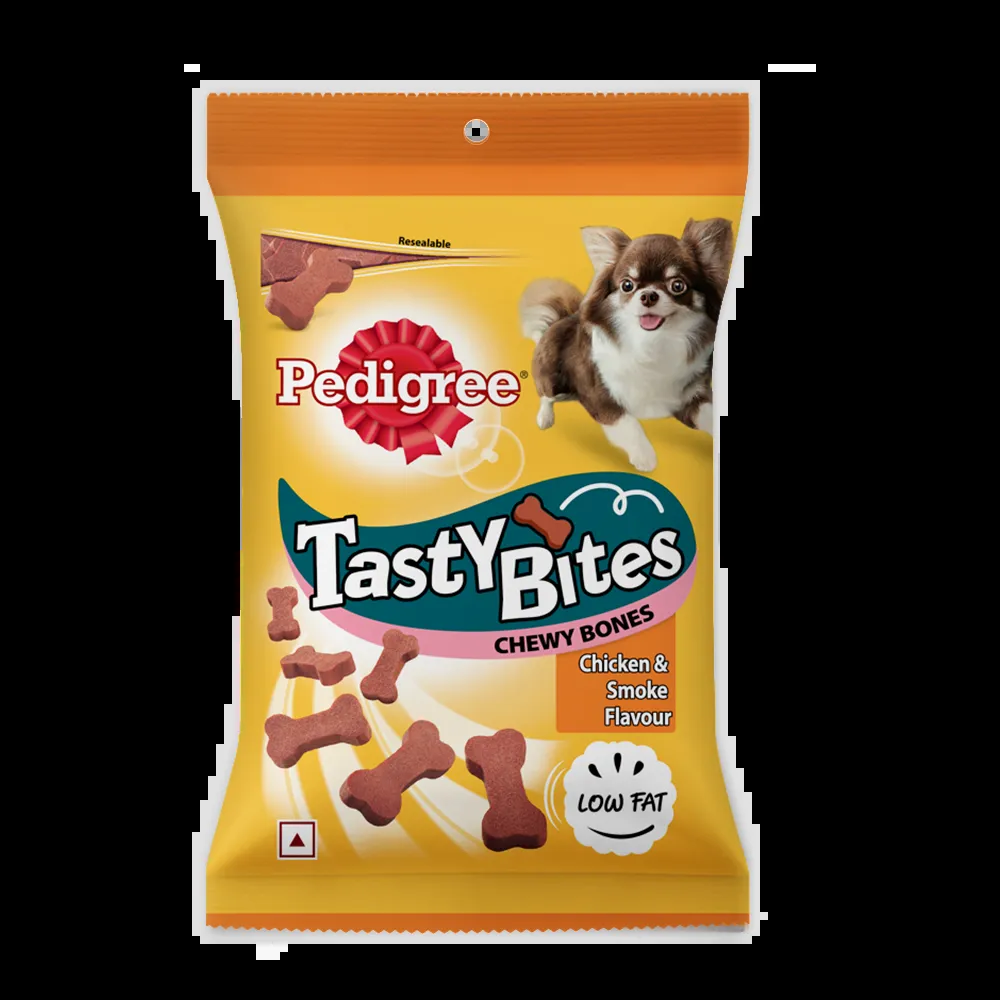 Resealable
Pedigree®
TastyBites
CHEWY BONES
Chicken &
Smoke
Flavour
LOW FAT